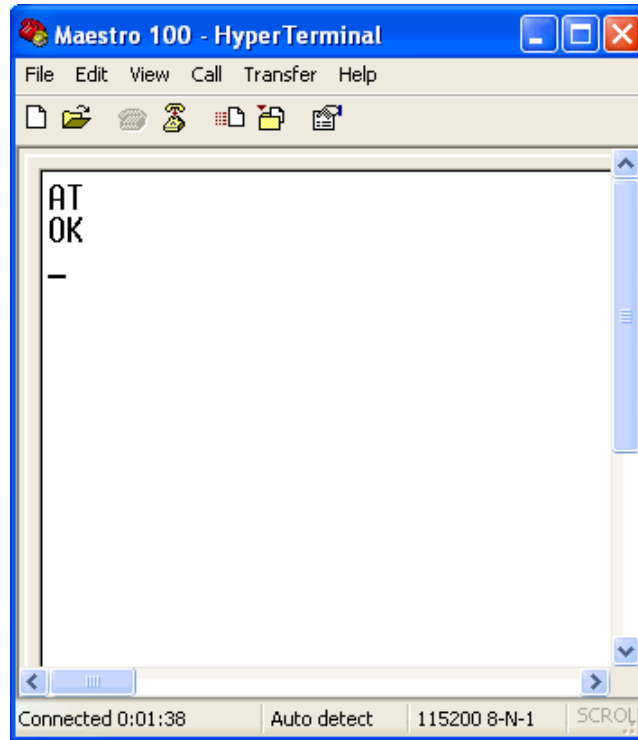 Maestro 100 - HyperTerminal
File Edit View Call Transfer Help
AT
OK
_
Connected 0:01:38 Auto detect 115200 8-N-1 SCROL